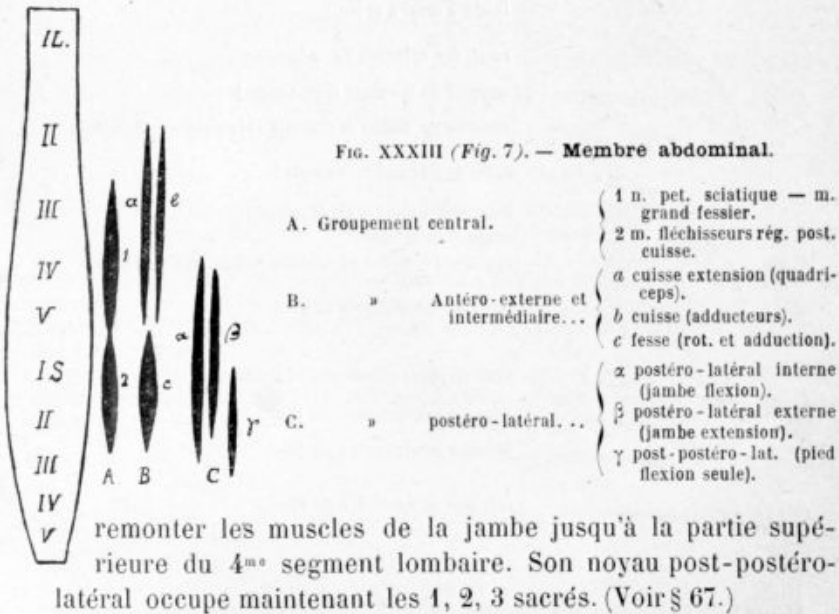 IL.
II
III
IV
V
IS
II
III
IV
V
a
b
1
2
c
α
β
γ
A
B
C
FIG. XXXIII (Fig. 7). — Membre abdominal.
A. Groupement central.
1 n. pet. sciatique — m.
grand fessier.
2 m. fléchisseurs rég. post.
cuisse.
B. » Antéro-externe et
intermédiaire...
a cuisse extension (quadri-
ceps).
b cuisse (adducteurs).
c fesse (rot. et adduction).
C. » postéro-latéral...
α postéro-latéral interne
(jambe flexion).
β postéro-latéral externe
(jambe extension).
γ post-postéro-lat. (pied
flexion seule).
remonter les muscles de la jambe jusqu'à la partie supé-
rieure du 4me segment lombaire. Son noyau post-postéro-
latéral occupe maintenant les 1, 2, 3 sacrés. (Voir § 67.)